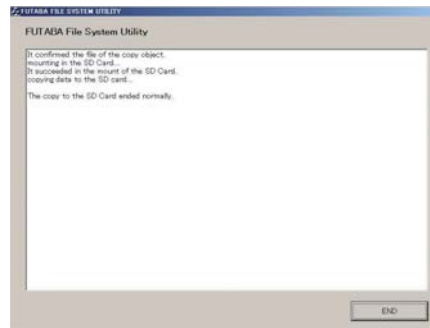 FUTABA FILE SYSTEM UTILITY
FUTABA File System Utility
It confirmed the file of the copy object.
mounting in the SD Card...
It succeeded in the mount of the SD Card.
copying data to the SD card...
The copy to the SD Card ended normally.
END